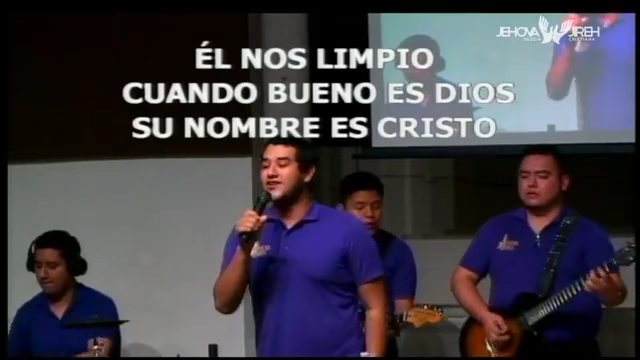 JEHOVA JIREH
ÉL NOS LIMPIO
CUANDO BUENO ES DIOS
SU NOMBRE ES CRISTO